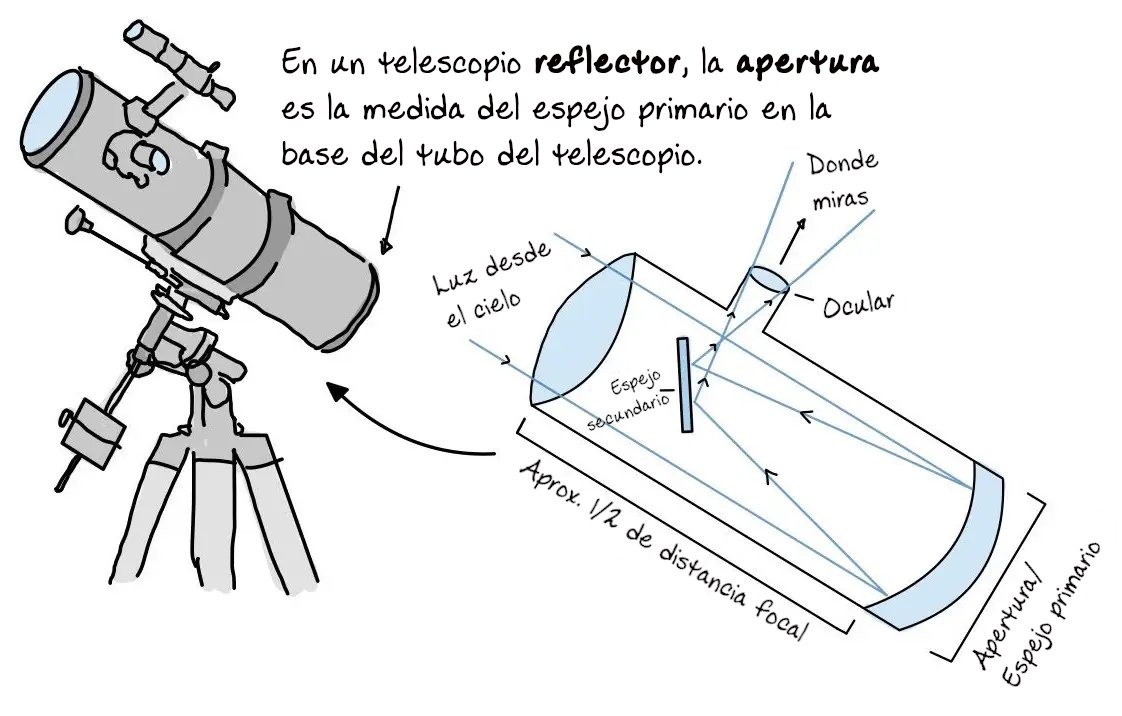 En un telescopio reflector, la apertura
es la medida del espejo primario en la
base del tubo del telescopio.
Donde
miras
Luz desde
el cielo
Ocular
Espejo
secundario
Aprox. 1/2 de distancia focal
Apertura/
Espejo primario